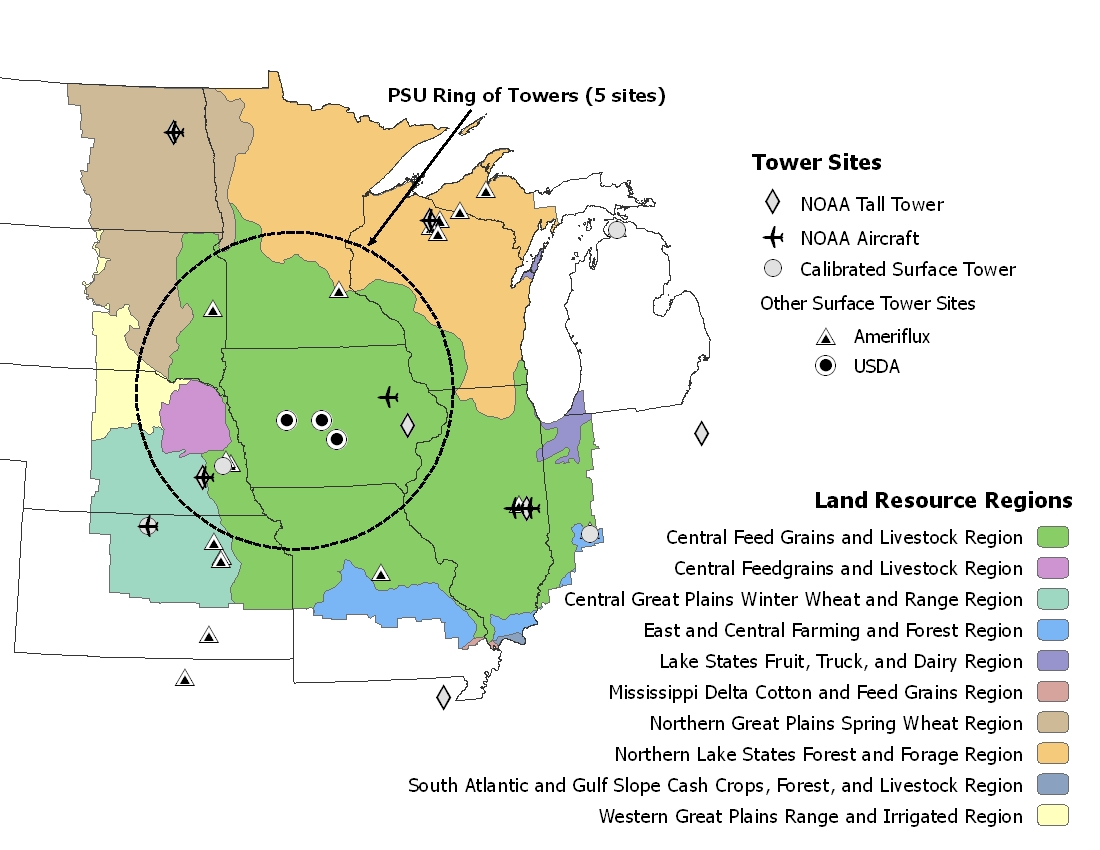 PSU Ring of Towers (5 sites)
Tower Sites
NOAA Tall Tower
NOAA Aircraft
Calibrated Surface Tower
Other Surface Tower Sites
Ameriflux
USDA
Land Resource Regions
Central Feed Grains and Livestock Region
Central Feedgrains and Livestock Region
Central Great Plains Winter Wheat and Range Region
East and Central Farming and Forest Region
Lake States Fruit, Truck, and Dairy Region
Mississippi Delta Cotton and Feed Grains Region
Northern Great Plains Spring Wheat Region
Northern Lake States Forest and Forage Region
South Atlantic and Gulf Slope Cash Crops, Forest, and Livestock Region
Western Great Plains Range and Irrigated Region